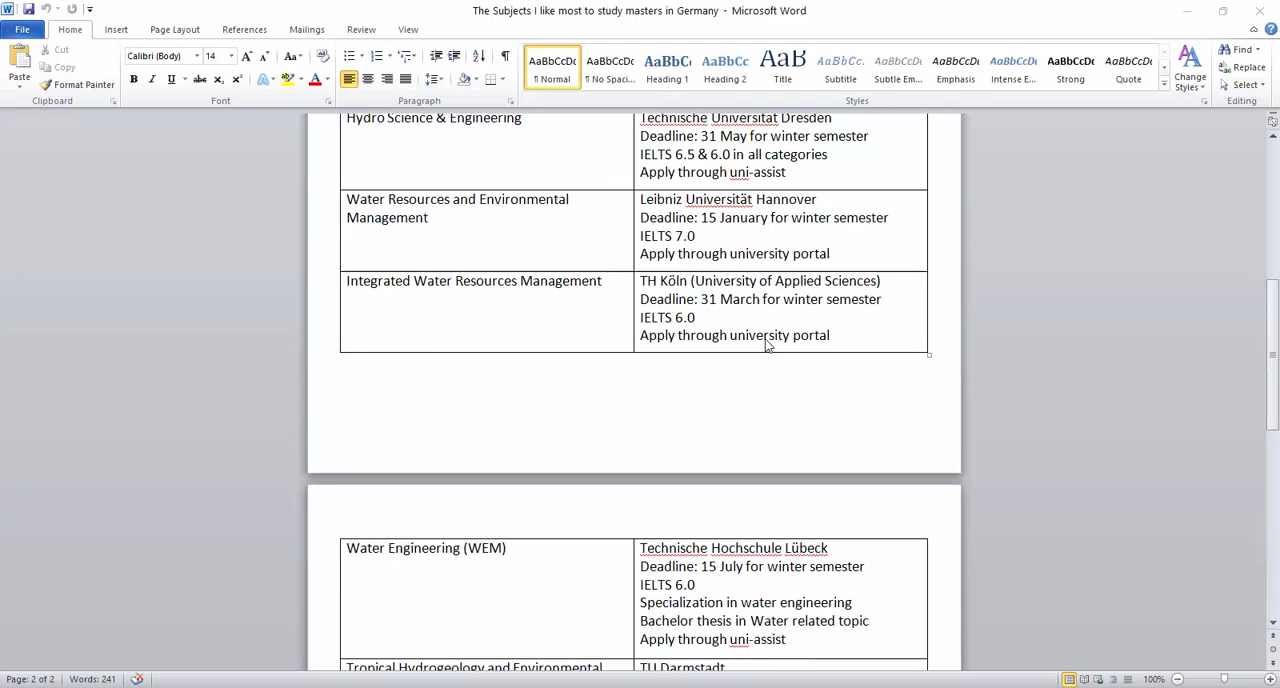 The Subjects I like most to study masters in Germany - Microsoft Word
File Home Insert Page Layout References Mailings Review View
Cut
Copy
Format Painter
Paste
Calibri (Body) 14
AaBbCcDc AaBbCcDc AaBbCc AaBbCc AaB AaBbCc. AaBbCcDc AaBbCcDc AaBbCcDc AaBbCcDc AaBbCcDc
¶ Normal ¶ No Spaci... Heading 1 Heading 2 Title Subtitle Subtle Em... Emphasis Intense E... Strong Quote
Change Styles
Find
Replace
Select
Clipboard Font Paragraph Styles Editing
Hydro Science & Engineering
Technische Universität Dresden
Deadline: 31 May for winter semester
IELTS 6.5 & 6.0 in all categories
Apply through uni-assist
Water Resources and Environmental
Management
Leibniz Universität Hannover
Deadline: 15 January for winter semester
IELTS 7.0
Apply through university portal
Integrated Water Resources Management
TH Köln (University of Applied Sciences)
Deadline: 31 March for winter semester
IELTS 6.0
Apply through university portal
Water Engineering (WEM)
Technische Hochschule Lübeck
Deadline: 15 July for winter semester
IELTS 6.0
Specialization in water engineering
Bachelor thesis in Water related topic
Apply through uni-assist
Tropical Hydrogeology and Environmental
TU Darmstadt
Page: 2 of 2 Words: 241 100%